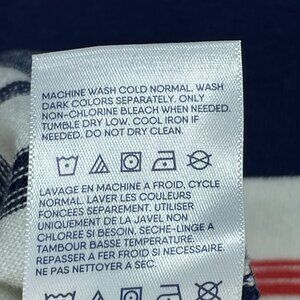 MACHINE WASH COLD NORMAL. WASH
DARK COLORS SEPARATELY. ONLY
NON-CHLORINE BLEACH WHEN NEEDED.
TUMBLE DRY LOW. COOL IRON IF
NEEDED. DO NOT DRY CLEAN.
LAVAGE EN MACHINE A FROID, CYCLE
NORMAL. LAVER LES COULEURS
FONCEES SEPAREMENT. UTILISER
UNIQUEMENT DE LA JAVEL NON
CHLOREE SI BESOIN. SECHE-LINGE A
TAMBOUR BASSE TEMPERATURE.
REPASSER A FER FROID SI NECESSAIRE.
NE PAS NETTOYER A SEC.